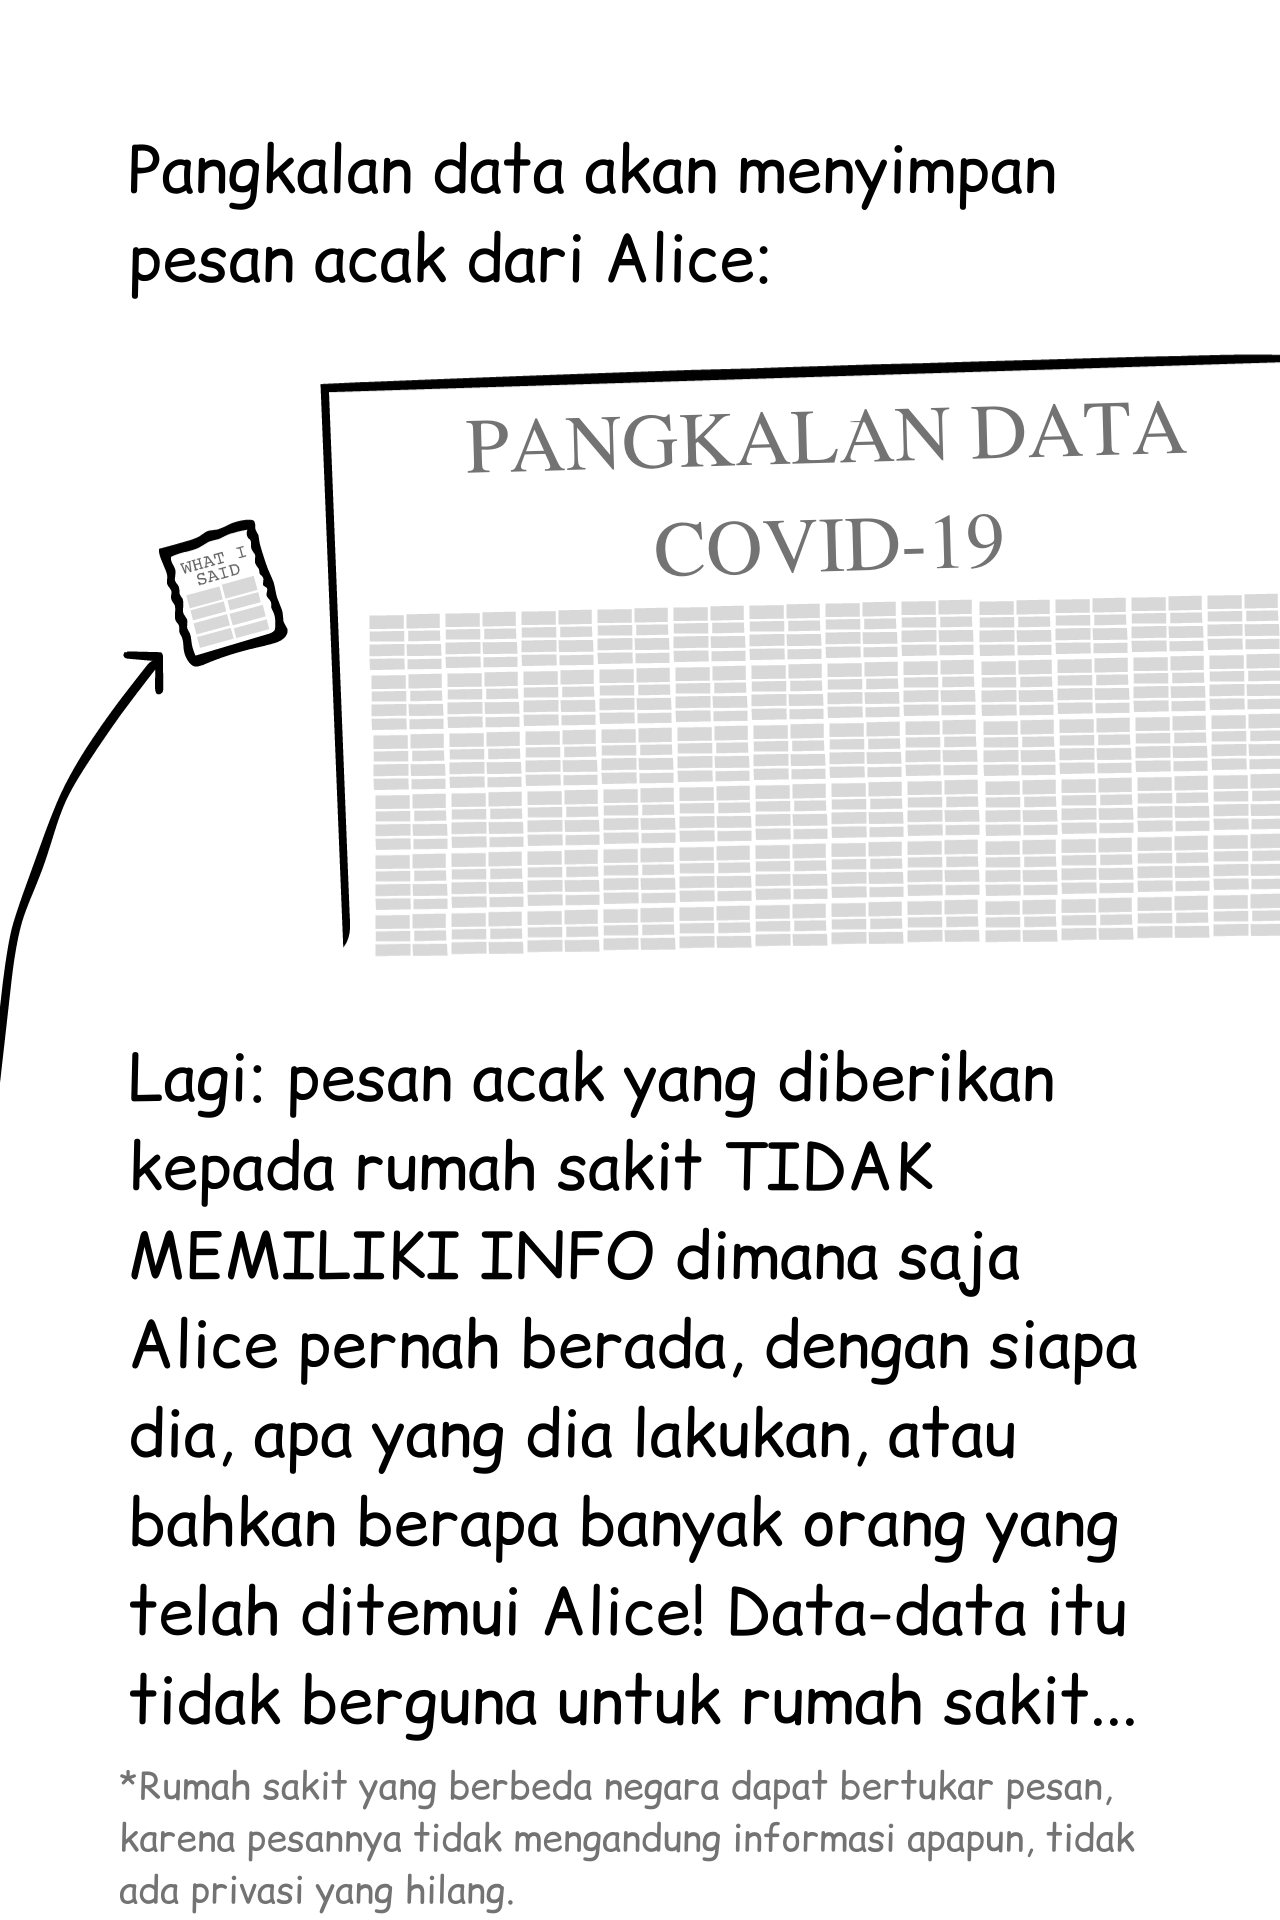 Pangkalan data akan menyimpan
pesan acak dari Alice:
PANGKALAN DATA
COVID-19
WHAT I
SAID
Lagi: pesan acak yang diberikan
kepada rumah sakit TIDAK
MEMILIKI INFO dimana saja
Alice pernah berada, dengan siapa
dia, apa yang dia lakukan, atau
bahkan berapa banyak orang yang
telah ditemui Alice! Data-data itu
tidak berguna untuk rumah sakit...
*Rumah sakit yang berbeda negara dapat bertukar pesan,
karena pesannya tidak mengandung informasi apapun, tidak
ada privasi yang hilang.